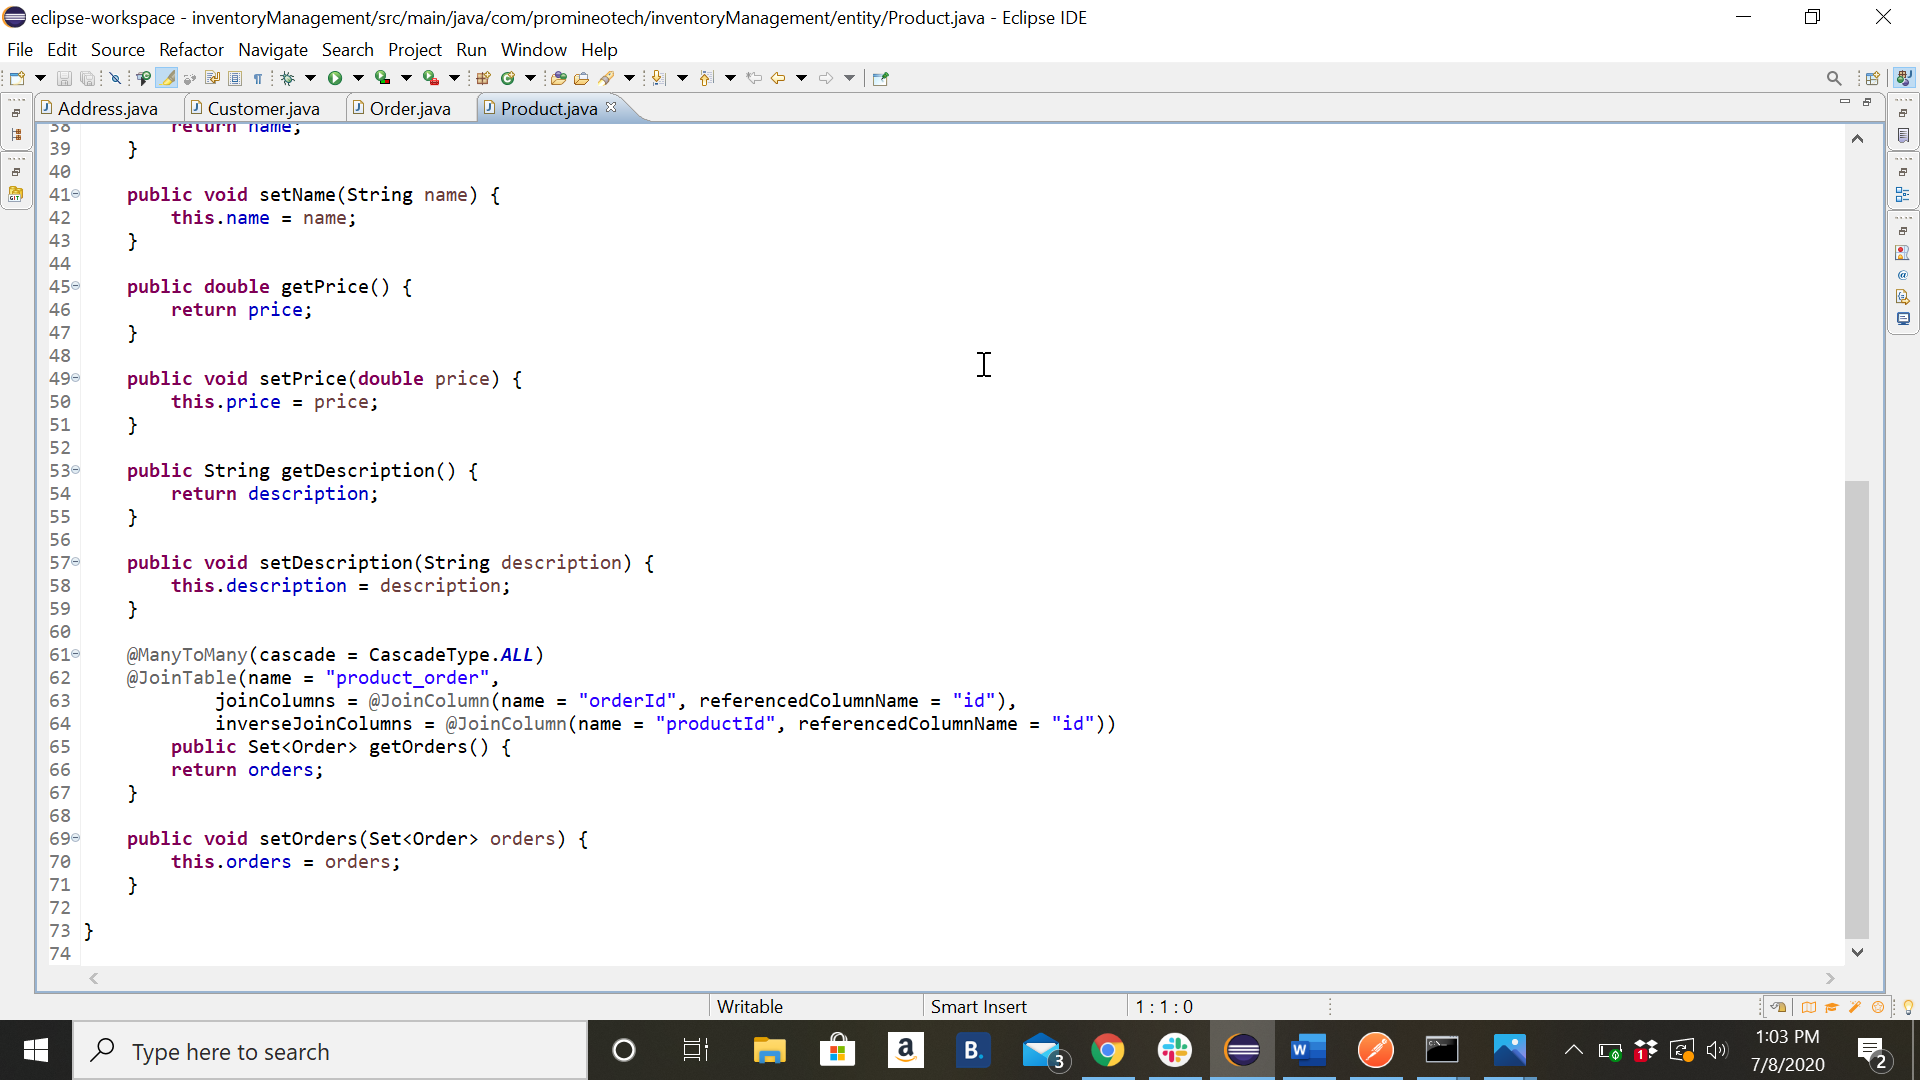 eclipse-workspace - inventoryManagement/src/main/java/com/promineotech/inventoryManagement/entity/Product.java - Eclipse IDE
File Edit Source Refactor Navigate Search Project Run Window Help
Address.java Customer.java Order.java Product.java
38 return name;
39 }
40
41 public void setName(String name) {
42 this.name = name;
43 }
44
45 public double getPrice() {
46 return price;
47 }
48
49 public void setPrice(double price) {
50 this.price = price;
51 }
52
53 public String getDescription() {
54 return description;
55 }
56
57 public void setDescription(String description) {
58 this.description = description;
59 }
60
61 @ManyToMany(cascade = CascadeType.ALL)
62 @JoinTable(name = "product_order",
63 joinColumns = @JoinColumn(name = "orderId", referencedColumnName = "id"),
64 inverseJoinColumns = @JoinColumn(name = "productId", referencedColumnName = "id"))
65 public Set<Order> getOrders() {
66 return orders;
67 }
68
69 public void setOrders(Set<Order> orders) {
70 this.orders = orders;
71 }
72
73 }
74
Writable Smart Insert 1 : 1 : 0
Type here to search
a B. 3 W 1
1:03 PM
7/8/2020
2